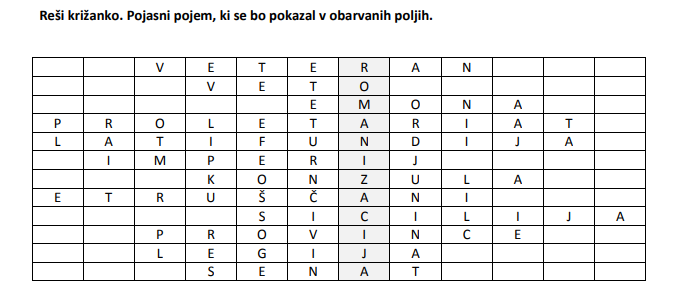 Reši križanko. Pojasni pojem, ki se bo pokazal v obarvanih poljih.
V E T E R A N
V E T O
E M O N A
P R O L E T A R I A T
L A T I F U N D I J A
I M P E R I J
K O N Z U L A
E T R U Š Č A N I
S I C I L I J A
P R O V I N C E
L E G I J A
S E N A T